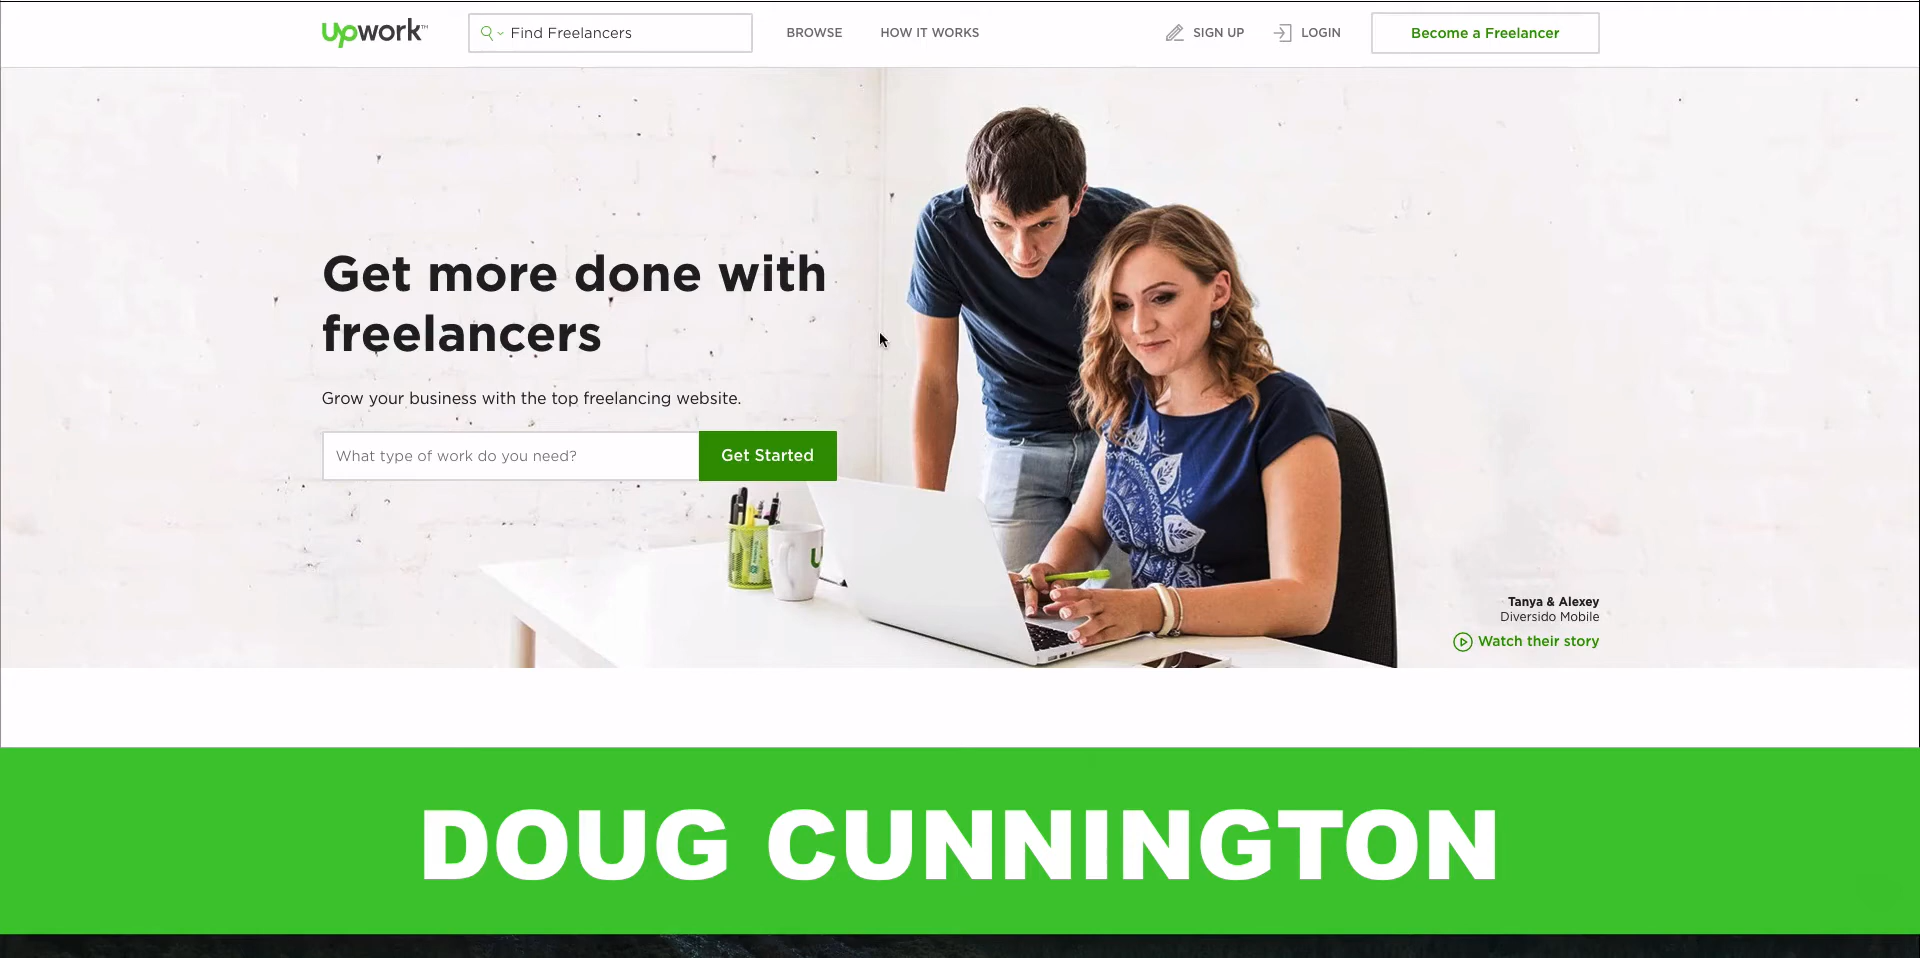 Upwork™
Find Freelancers
BROWSE
HOW IT WORKS
SIGN UP
LOGIN
Become a Freelancer
Get more done with
freelancers
Grow your business with the top freelancing website.
What type of work do you need?
Get Started
Tanya & Alexey
Diversido Mobile
Watch their story
DOUG CUNNINGTON